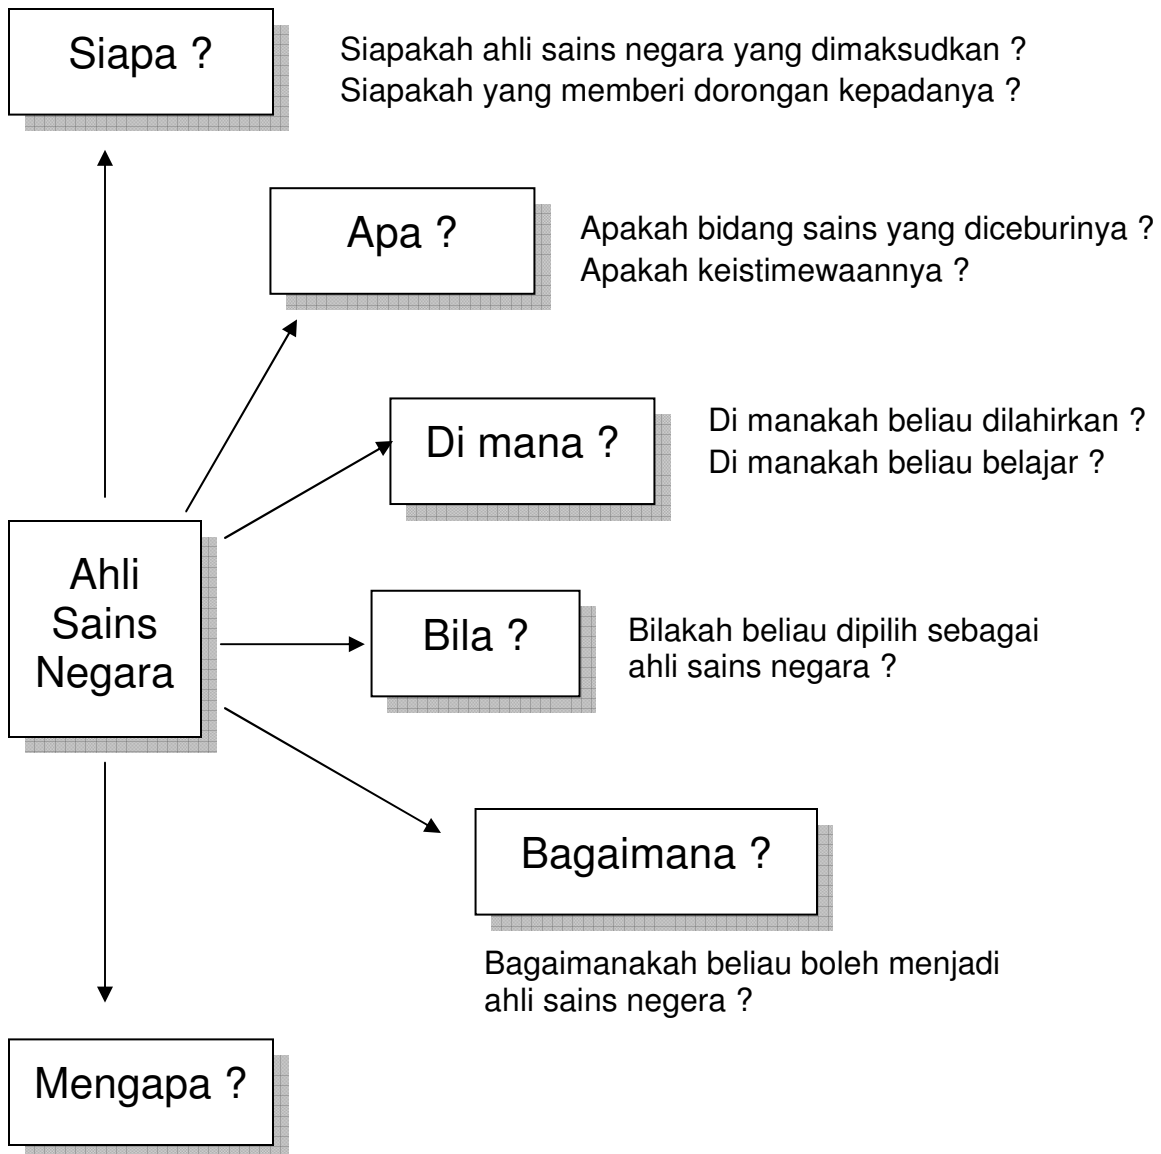 Siapa ?
Siapakah ahli sains negara yang dimaksudkan ?
Siapakah yang memberi dorongan kepadanya ?
Apa ?
Apakah bidang sains yang diceburinya ?
Apakah keistimewaannya ?
Di mana ?
Di manakah beliau dilahirkan ?
Di manakah beliau belajar ?
Ahli
Sains
Negara
Bila ?
Bilakah beliau dipilih sebagai
ahli sains negara ?
Bagaimana ?
Bagaimanakah beliau boleh menjadi
ahli sains negera ?
Mengapa ?